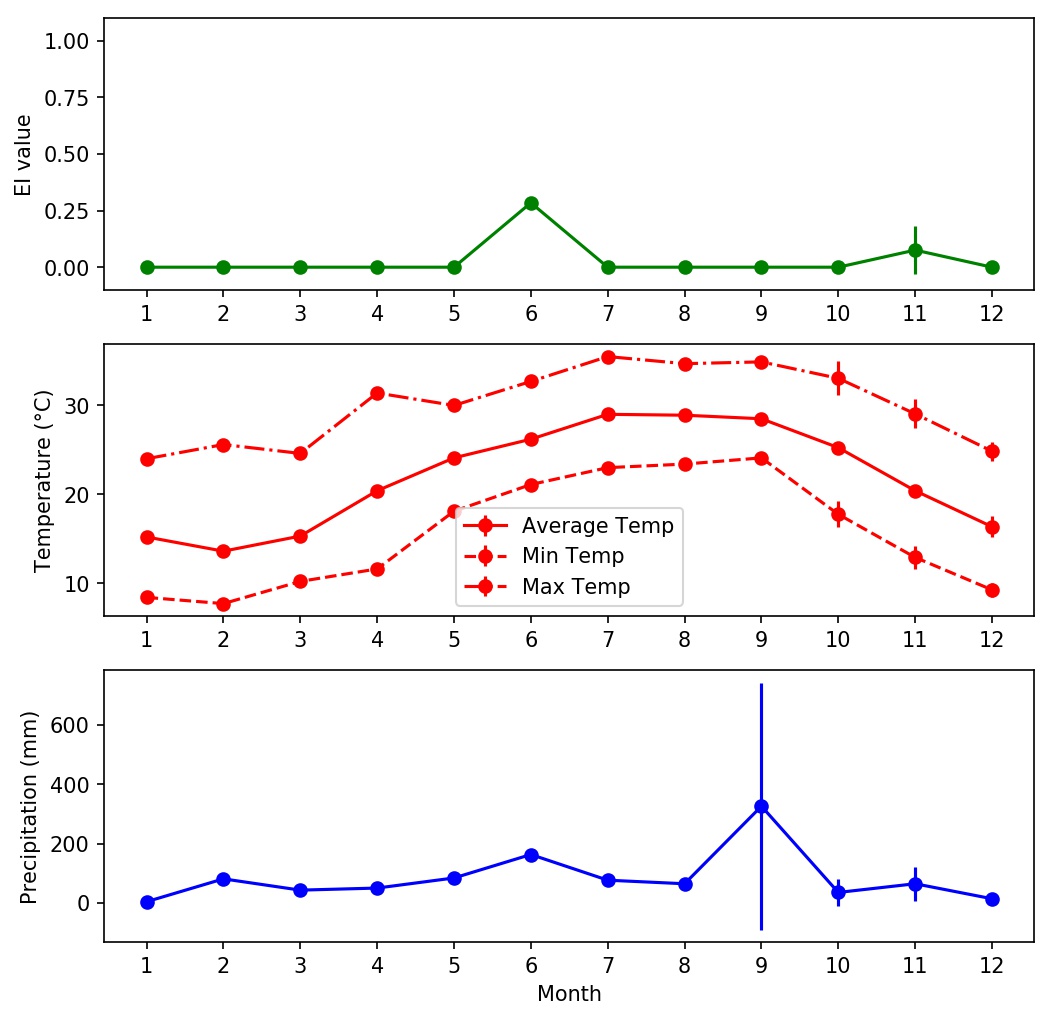 EI value
1.00
0.75
0.50
0.25
0.00
1 2 3 4 5 6 7 8 9 10 11 12
Temperature (°C)
30
20
10
Average Temp
Min Temp
Max Temp
1 2 3 4 5 6 7 8 9 10 11 12
Precipitation (mm)
600
400
200
0
1 2 3 4 5 6 7 8 9 10 11 12
Month